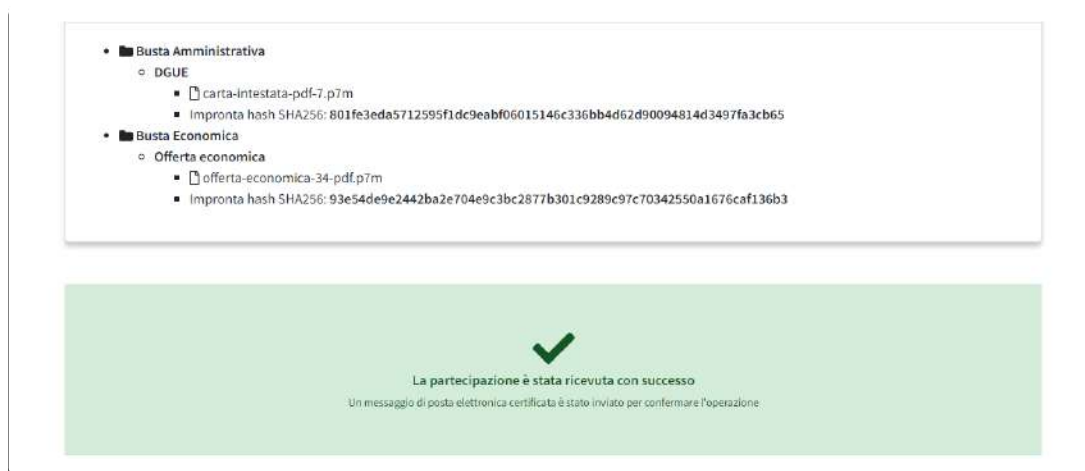 Busta Amministrativa
DGUE
carta-intestata-pdf-7.p7m
Impronta hash SHA256: 801fe3eda5712595f1dc9eabf06015146c336bb4d62d90094814d3497fa3cb65
Busta Economica
Offerta economica
offerta-economica-34-pdf.p7m
Impronta hash SHA256: 93e54de9e2442ba2e704e9c3bc2877b301c9289c97c70342550a1676caf136b3
La partecipazione è stata ricevuta con successo
Un messaggio di posta elettronica certificata è stato inviato per confermare l'operazione